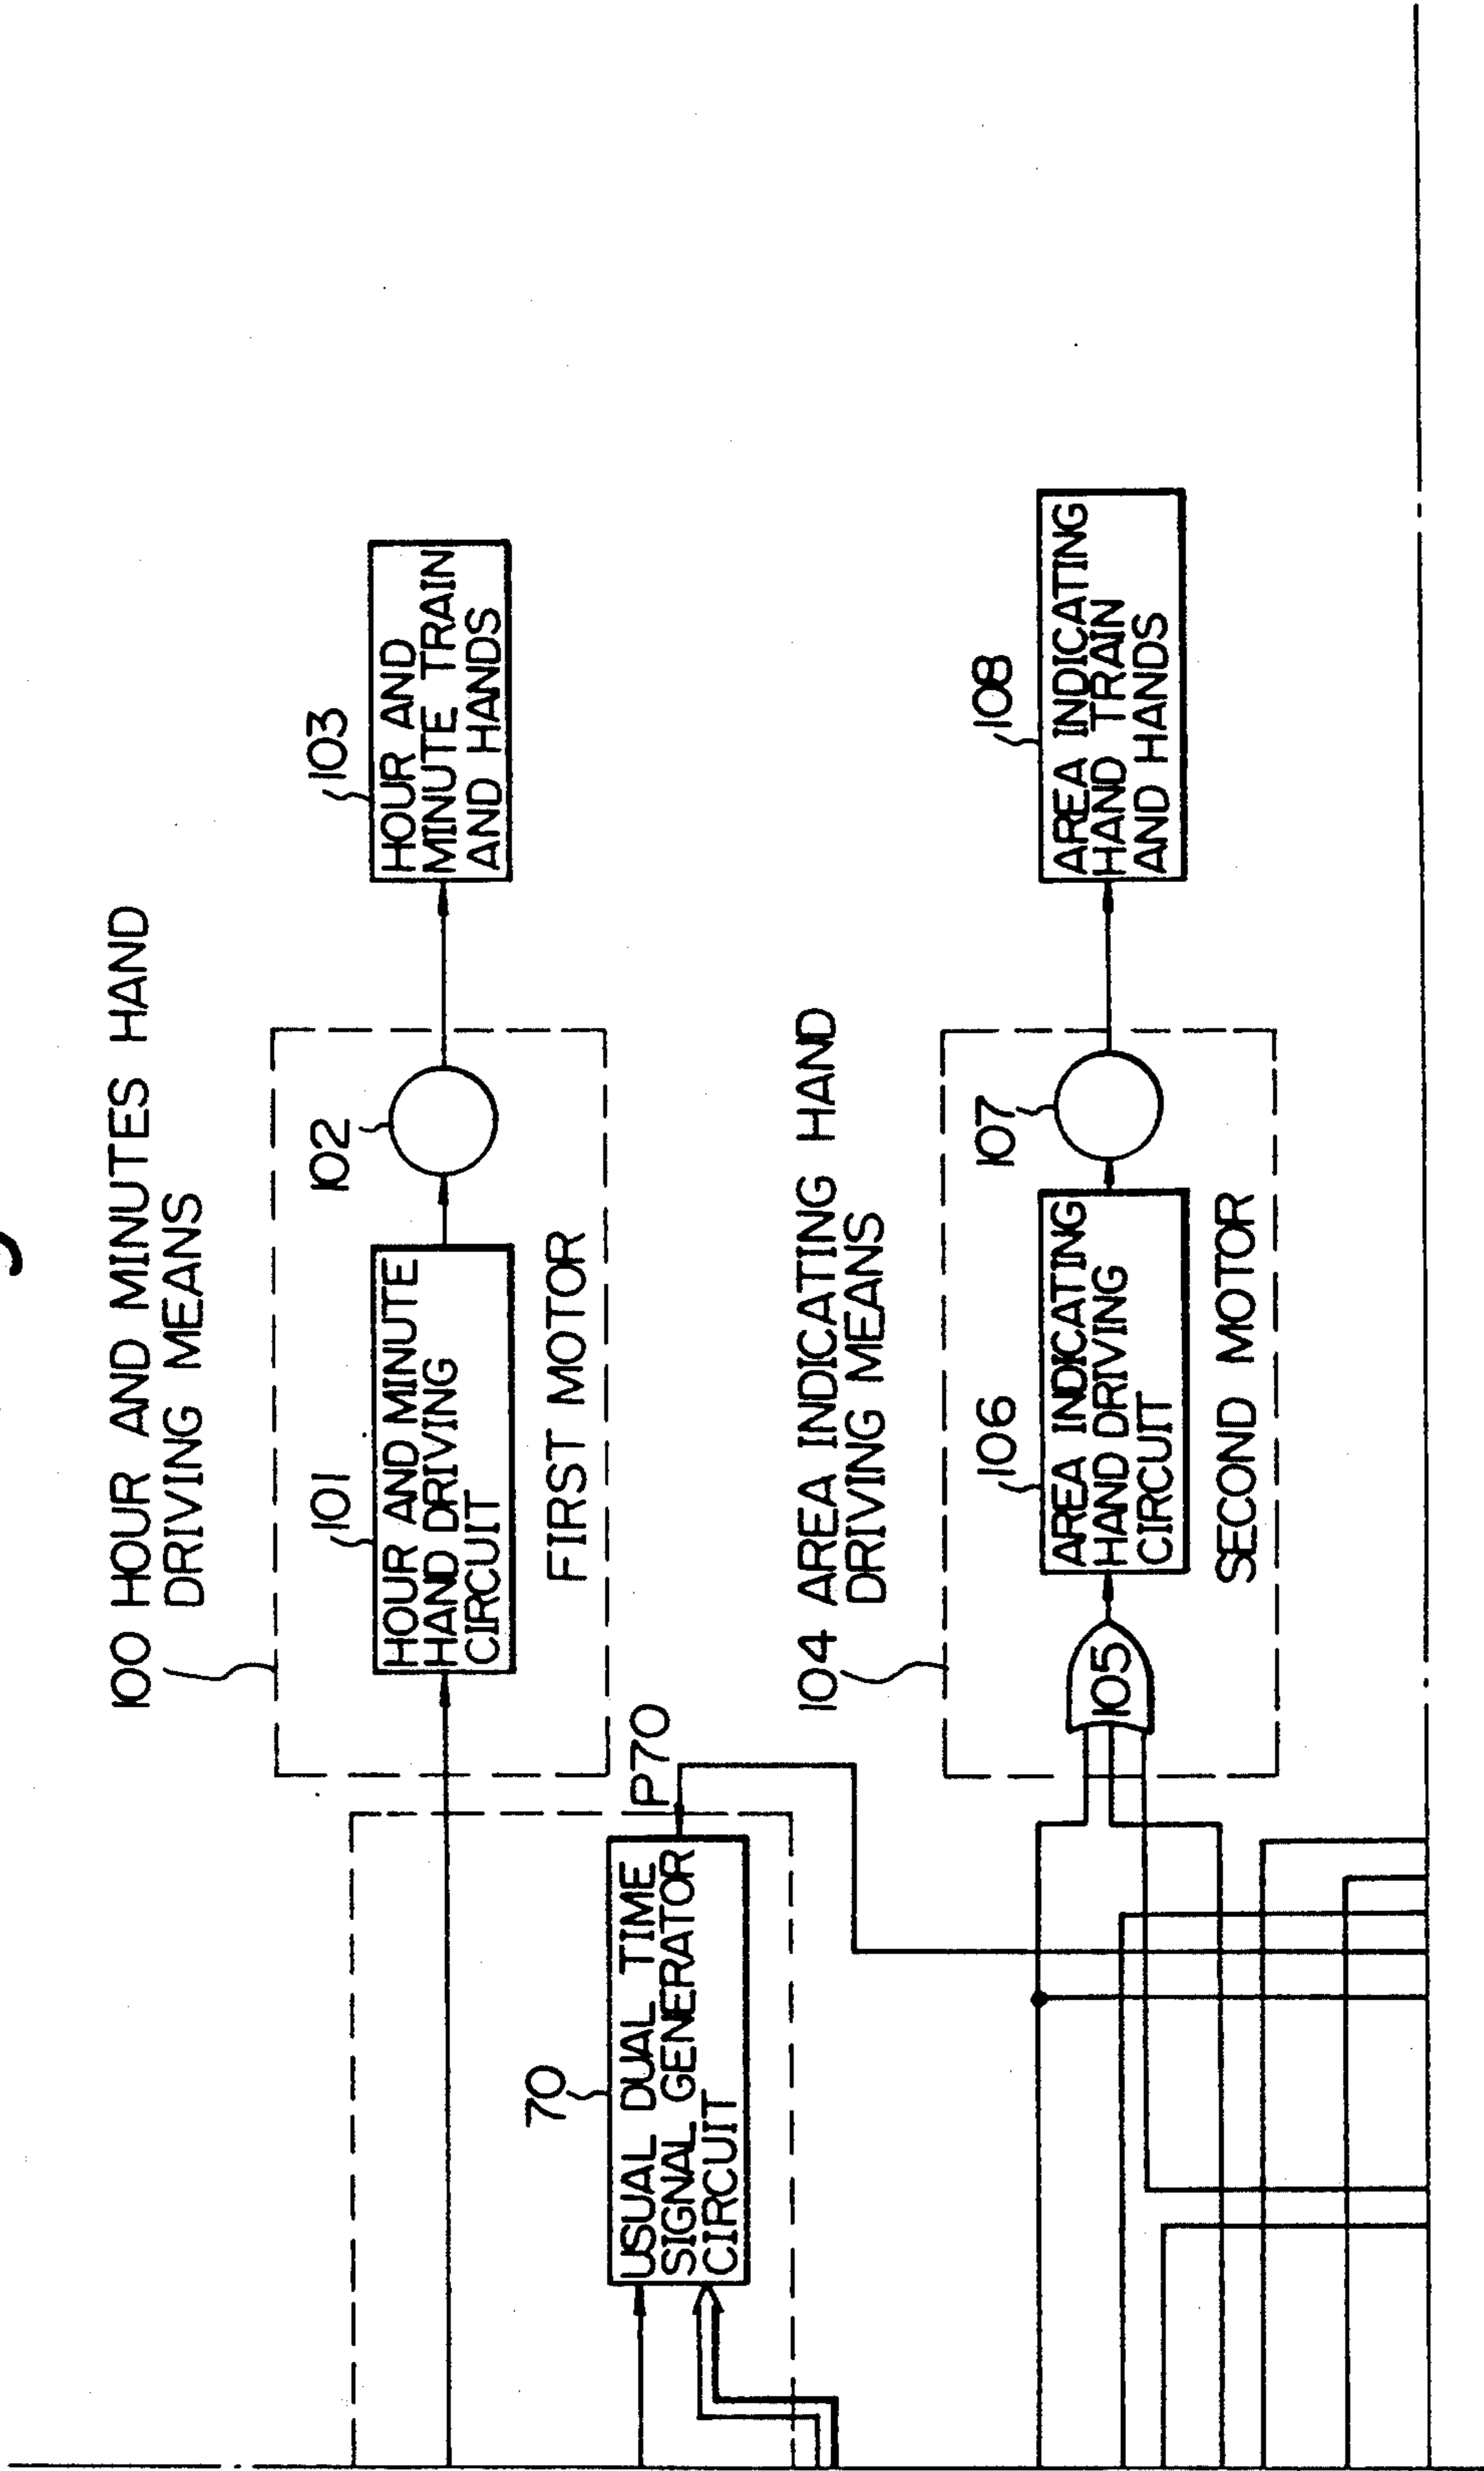 100 HOUR AND MINUTES HAND
DRIVING MEANS
101
HOUR AND MINUTE
HAND DRIVING
CIRCUIT
102
FIRST MOTOR
103
HOUR AND
MINUTE TRAIN
AND HANDS
70
USUAL DUAL TIME
SIGNAL GENERATOR
CIRCUIT
P70
104 AREA INDICATING HAND
DRIVING MEANS
105
106
AREA INDICATING
HAND DRIVING
CIRCUIT
107
SECOND MOTOR
108
AREA INDICATING
HAND TRAIN
AND HANDS